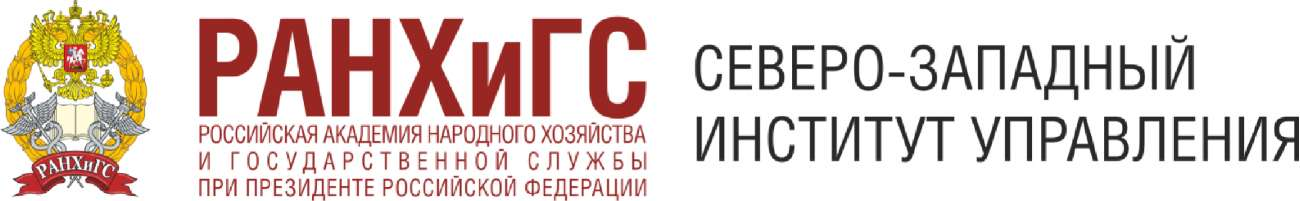 РАНХиГС
РАНХиГС
РОССИЙСКАЯ АКАДЕМИЯ НАРОДНОГО ХОЗЯЙСТВА
И ГОСУДАРСТВЕННОЙ СЛУЖБЫ
ПРИ ПРЕЗИДЕНТЕ РОССИЙСКОЙ ФЕДЕРАЦИИ
СЕВЕРО-ЗАПАДНЫЙ
ИНСТИТУТ УПРАВЛЕНИЯ